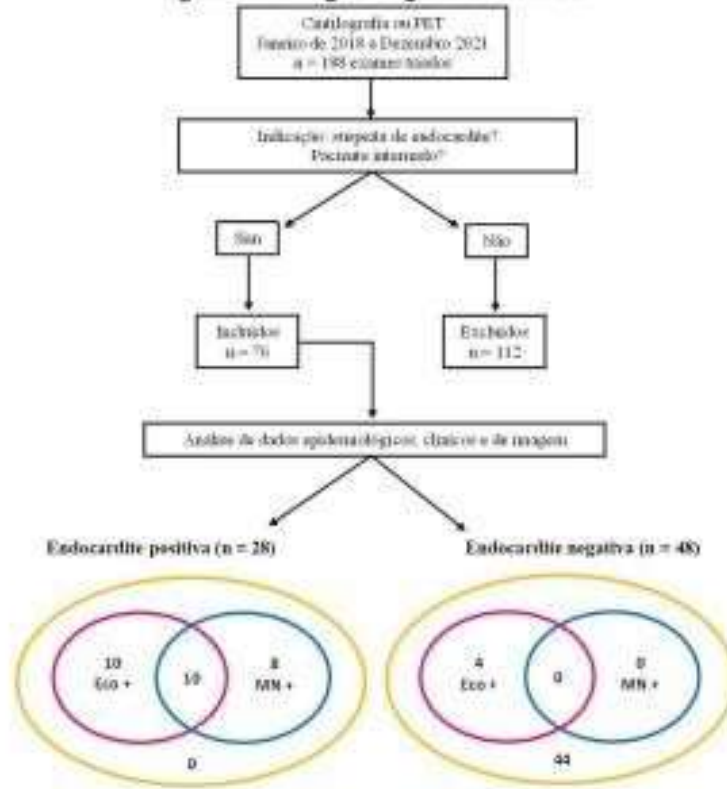 Cintilografia ou PET
Janeiro de 2018 a Dezembro 2021
n = exames triados
Indicação: suspeita de endocardite?
Paciente internado?
Sim
Não
Incluídos
n = 76
Excluídos
n = 112
Análise de dados epidemiológicos, clínicos e de imagem
Endocardite positiva (n = 28)
Endocardite negativa (n = 48)
10
Eco +
10
8
MN +
0
4
Eco +
0
0
MN +
44